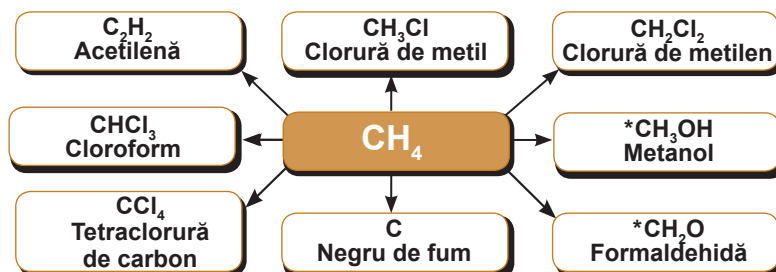 C₂H₂
Acetilenă
CH₃Cl
Clorură de metil
CH₂Cl₂
Clorură de metilen
CHCl₃
Cloroform
CH₄
*CH₃OH
Metanol
CCl₄
Tetraclorură
de carbon
C
Negru de fum
*CH₂O
Formaldehidă